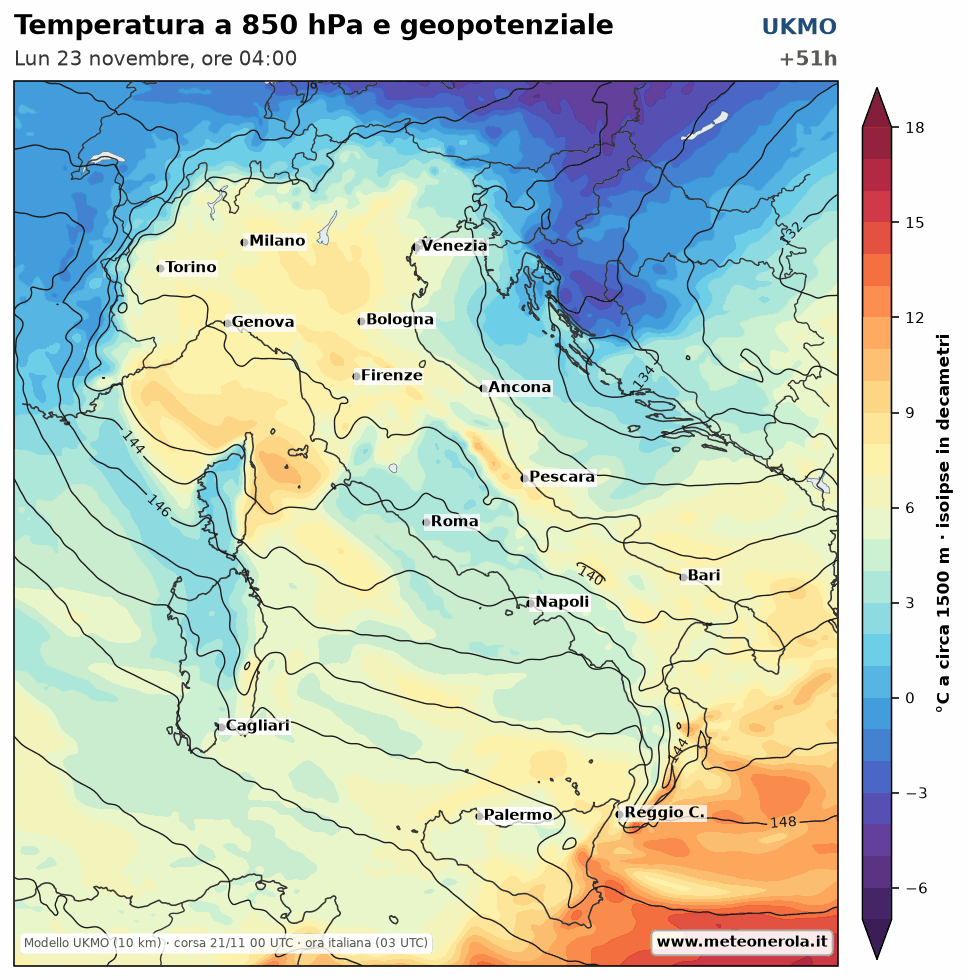 Temperatura a 850 hPa e geopotenziale
UKMO
Lun 23 novembre, ore 04:00
+51h
Milano
Venezia
Torino
Genova
Bologna
Firenze
Ancona
Pescara
Roma
Bari
Napoli
Cagliari
Palermo
Reggio C.
132
134
144
146
140
144
148
18
15
12
9
6
3
0
−3
−6
°C a circa 1500 m · isoipse in decametri
Modello UKMO (10 km) · corsa 21/11 00 UTC · ora italiana (03 UTC)
www.meteonerola.it